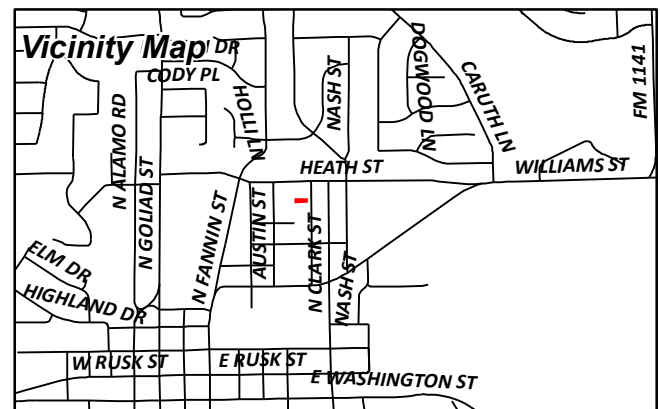 Vicinity Map
DR
CODY PL
HOLLI LN
NASH ST
DOGWOOD LN
CARUTH LN
FM 1141
N ALAMO RD
N GOLIAD ST
HEATH ST
WILLIAMS ST
N FANNIN ST
AUSTIN ST
N CLARK ST
NASH ST
ELM DR
HIGHLAND DR
W RUSK ST
E RUSK ST
E WASHINGTON ST